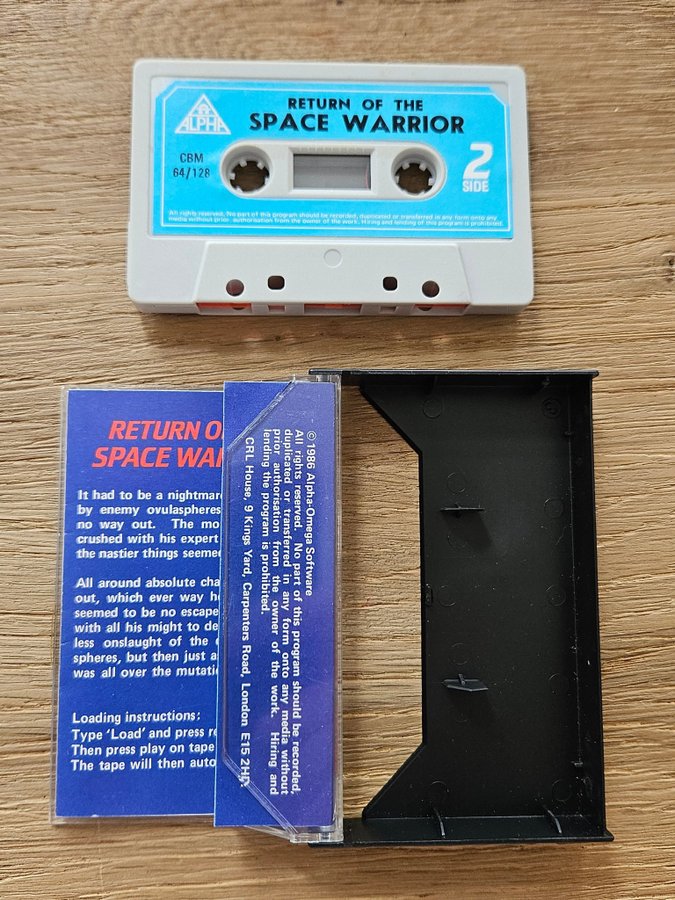 RETURN OF THE
SPACE WARRIOR
ALPHA
CBM
64/128
2
SIDE
All rights reserved. No part of this program should be recorded, duplicated or transferred in any form onto any
media without prior. authorisation from the owner of the work. Hiring and lending of this program is prohibited.
RETURN O
SPACE WAR
It had to be a nightmar
by enemy ovulaspheres
no way out. The mo
crushed with his expert
the nastier things seeme
All around absolute cha
out, which ever way h
seemed to be no escape
with all his might to de
less onslaught of the
spheres, but then just a
was all over the mutati
Loading instructions:
Type 'Load' and press re
Then press play on tape
The tape will then auto
©1986 Alpha-Omega Software
All rights reserved. No part of this program should be recorded,
duplicated or transferred in any form onto any media without
prior authorisation from the owner of the work. Hiring and
lending the program is prohibited.
CRL House, 9 Kings Yard, Carpenters Road, London E15 2HD